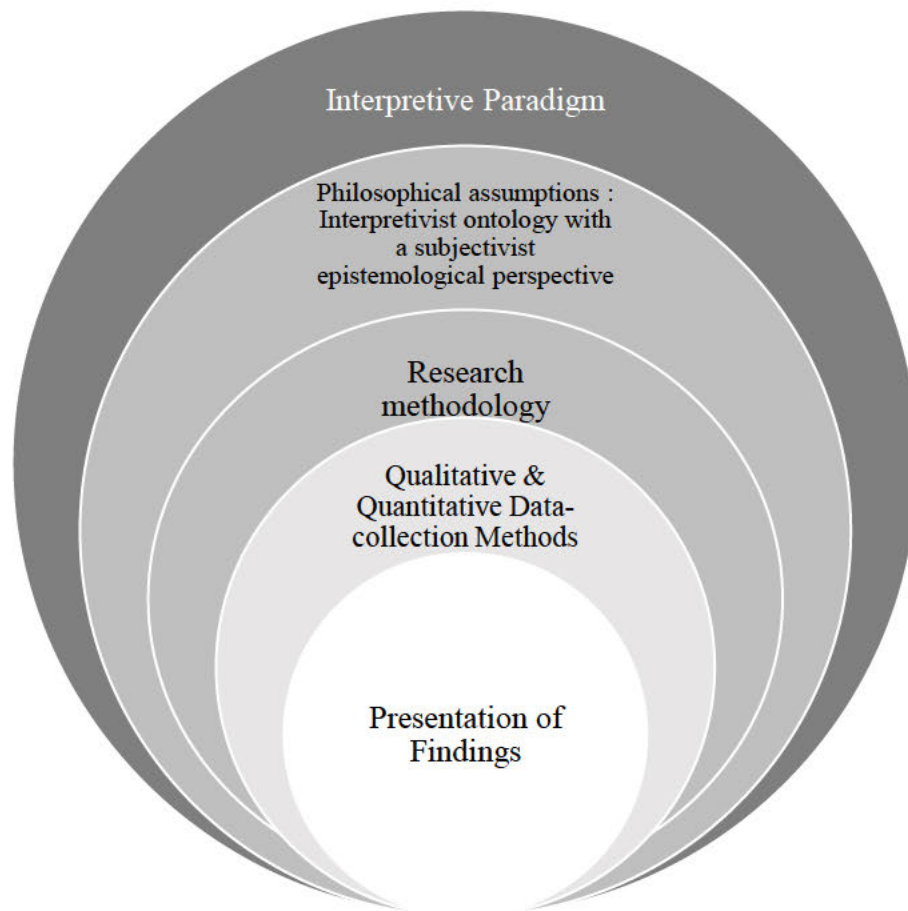 Interpretive Paradigm
Philosophical assumptions :
Interpretivist ontology with
a subjectivist
epistemological perspective
Research
methodology
Qualitative &
Quantitative Data-
collection Methods
Presentation of
Findings